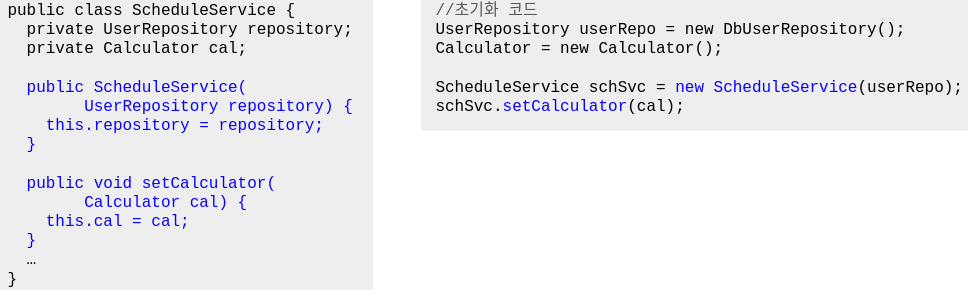 public class ScheduleService {
  private UserRepository repository;
  private Calculator cal;

  public ScheduleService(
        UserRepository repository) {
    this.repository = repository;
  }

  public void setCalculator(
        Calculator cal) {
    this.cal = cal;
  }
  …
}
//초기화 코드
UserRepository userRepo = new DbUserRepository();
Calculator = new Calculator();

ScheduleService schSvc = new ScheduleService(userRepo);
schSvc.setCalculator(cal);